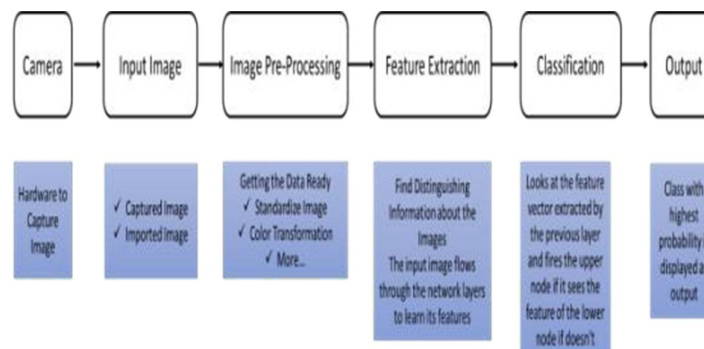 Camera
Input Image
Image Pre-Processing
Feature Extraction
Classification
Output
Hardware to
Capture
Image
✓ Captured Image
✓ Imported Image
Getting the Data Ready
✓ Standardize Image
✓ Color Transformation
✓ More...
Find Distinguishing
Information about the
Images
The input image flows
through the network layers
to learn its features
Looks at the feature
vector extracted by
the previous layer
and fires the upper
node if it sees the
feature of the lower
node if doesn't
Class with
highest
probability
displayed
output